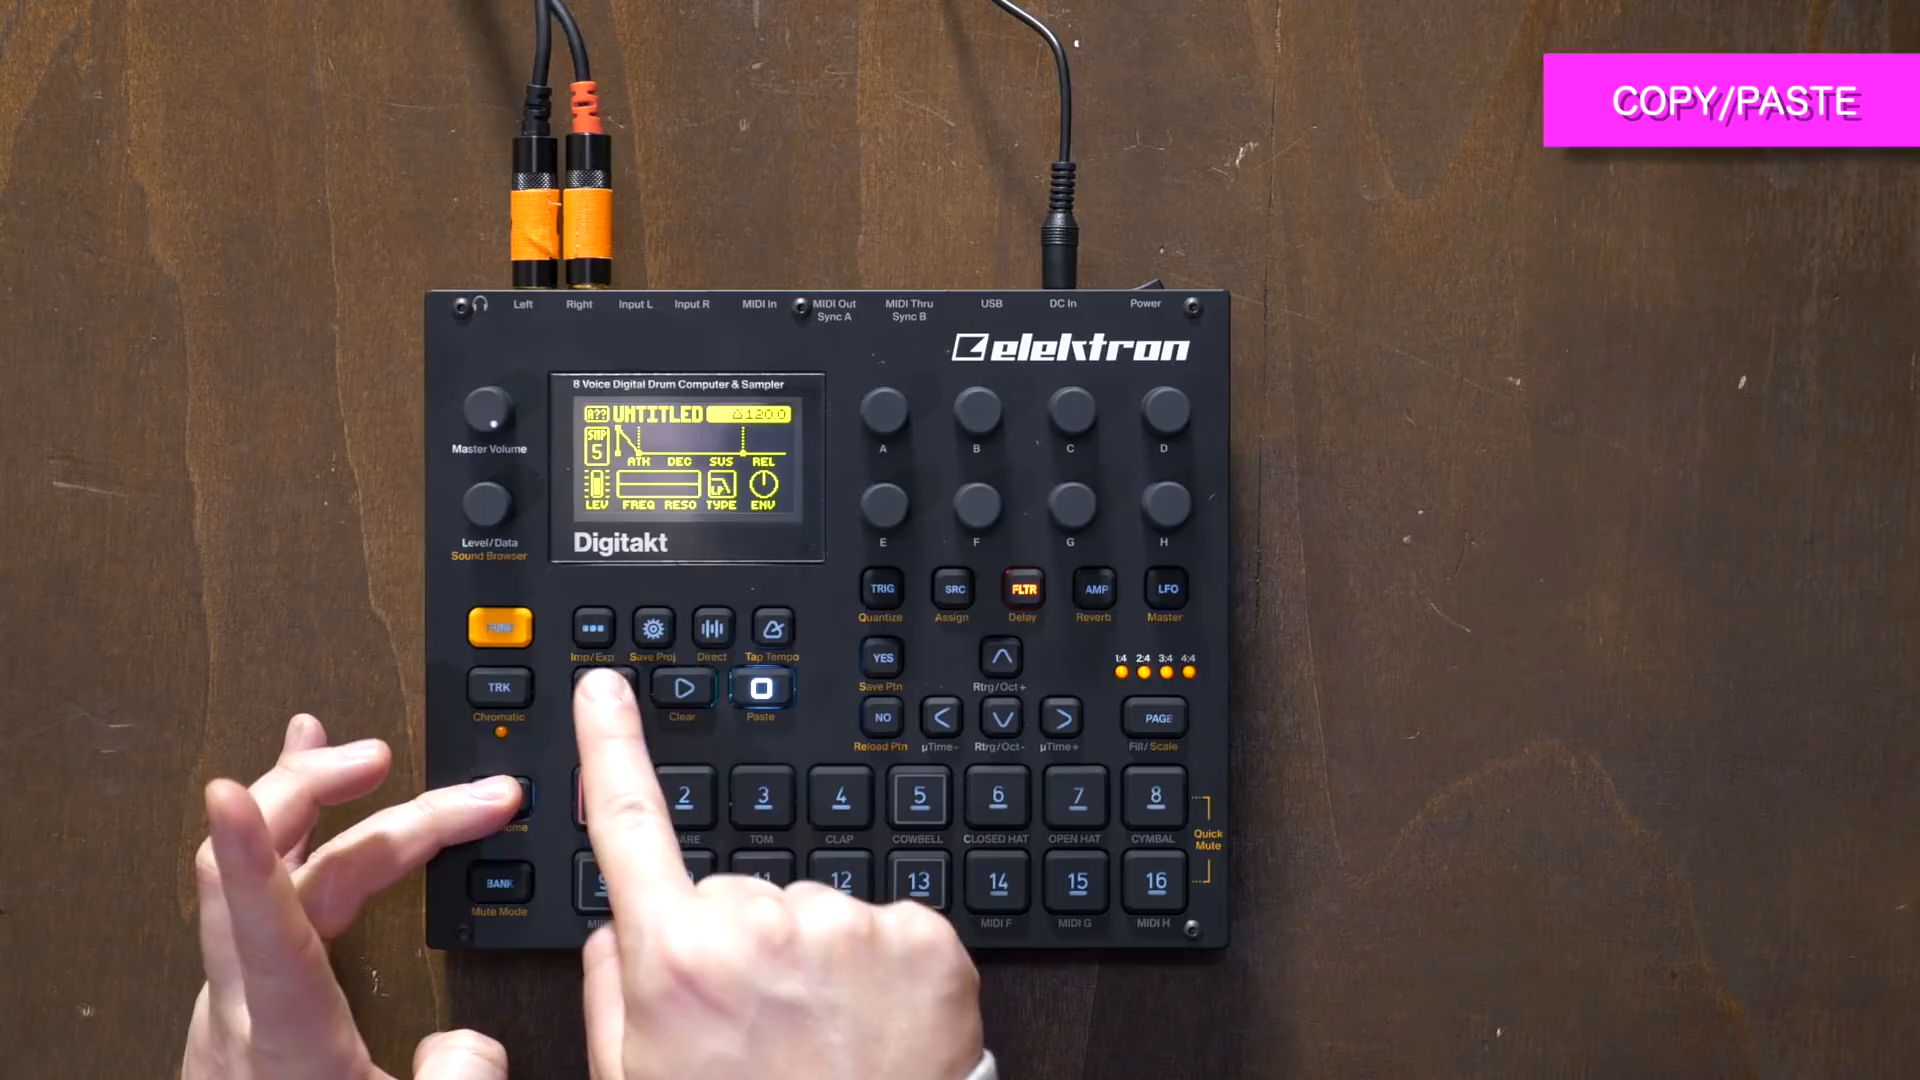 COPY/PASTE
Left Right Input L Input R MIDI In MIDI Out MIDI Thru USB DC In Power
Sync A Sync B
elektron
8 Voice Digital Drum Computer & Sampler
A?? UNTITLED 120.0
SMP
5
ATK DEC SUS REL
LEV FREQ RESO TYPE ENV
Digitakt
Master Volume
Level/Data
Sound Browser
A B C D
E F G H
TRIG SRC FLTR AMP LFO
Quantize Assign Delay Reverb Master
FUNC
Imp/Exp Save Proj Direct Tap Tempo
YES
Save Ptn Rtrg/Oct+
1:4 2:4 3:4 4:4
TRK
Chromatic
Clear Paste
NO PAGE
Reload Ptn µTime- Rtrg/Oct- µTime+ Fill/Scale
2 3 4 5 6 7 8
TOM CLAP COWBELL CLOSED HAT OPEN HAT CYMBAL
Quick
Mute
BANK
Mute Mode
9 12 13 14 15 16
MIDI F MIDI G MIDI H